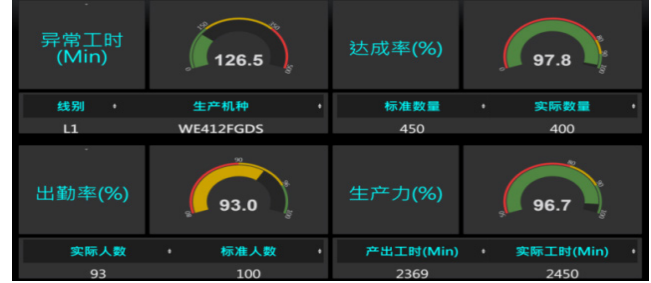 异常工时
(Min)
126.5
达成率(%)
97.8
线别 生产机种
标准数量 实际数量
L1 WE412FGDS
450 400
出勤率(%)
93.0
生产力(%)
96.7
实际人数 标准人数
产出工时(Min) 实际工时(Min)
93 100
2369 2450